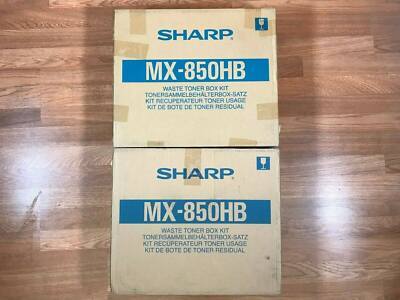 SHARP
MX-850HB
WASTE TONER BOX KIT
TONERSAMMELBEHÄLTERBOX-SATZ
KIT RECUPERATEUR TONER USAGE
KIT DE BOTE DE TONER RESIDUAL
SHARP
MX-850HB
WASTE TONER BOX KIT
TONERSAMMELBEHÄLTERBOX-SATZ
KIT RECUPERATEUR TONER USAGE
KIT DE BOTE DE TONER RESIDUAL